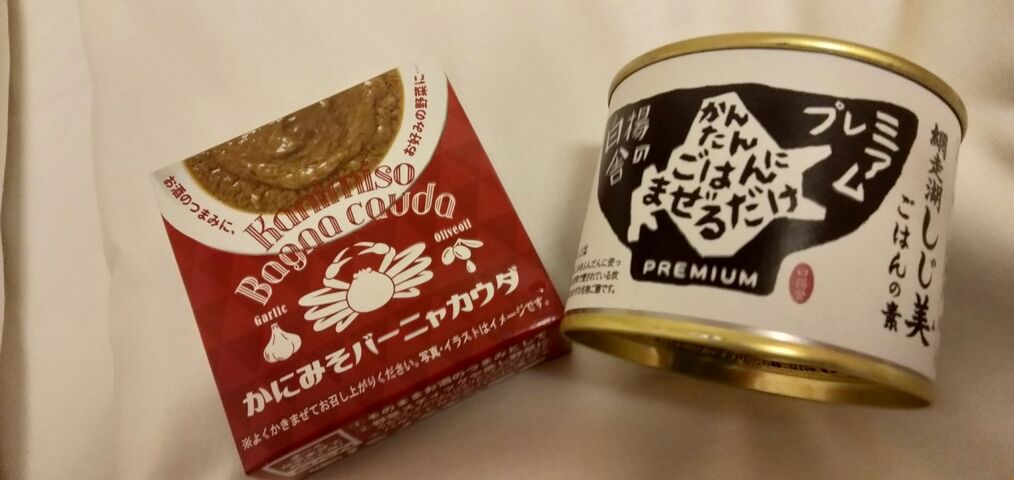 お酒のつまみに、
お好みの野菜に…
Kanimiso
Bagna cauda
Garlic
Oliveoil
かにみそバーニャカウダ
※よくかきまぜてお召し上がりください。写真・イラストはイメージです。
プレミアム
かんたんに
ごはんに
まぜるだけ
PREMIUM
網走湖
しじ美
ごはんの素